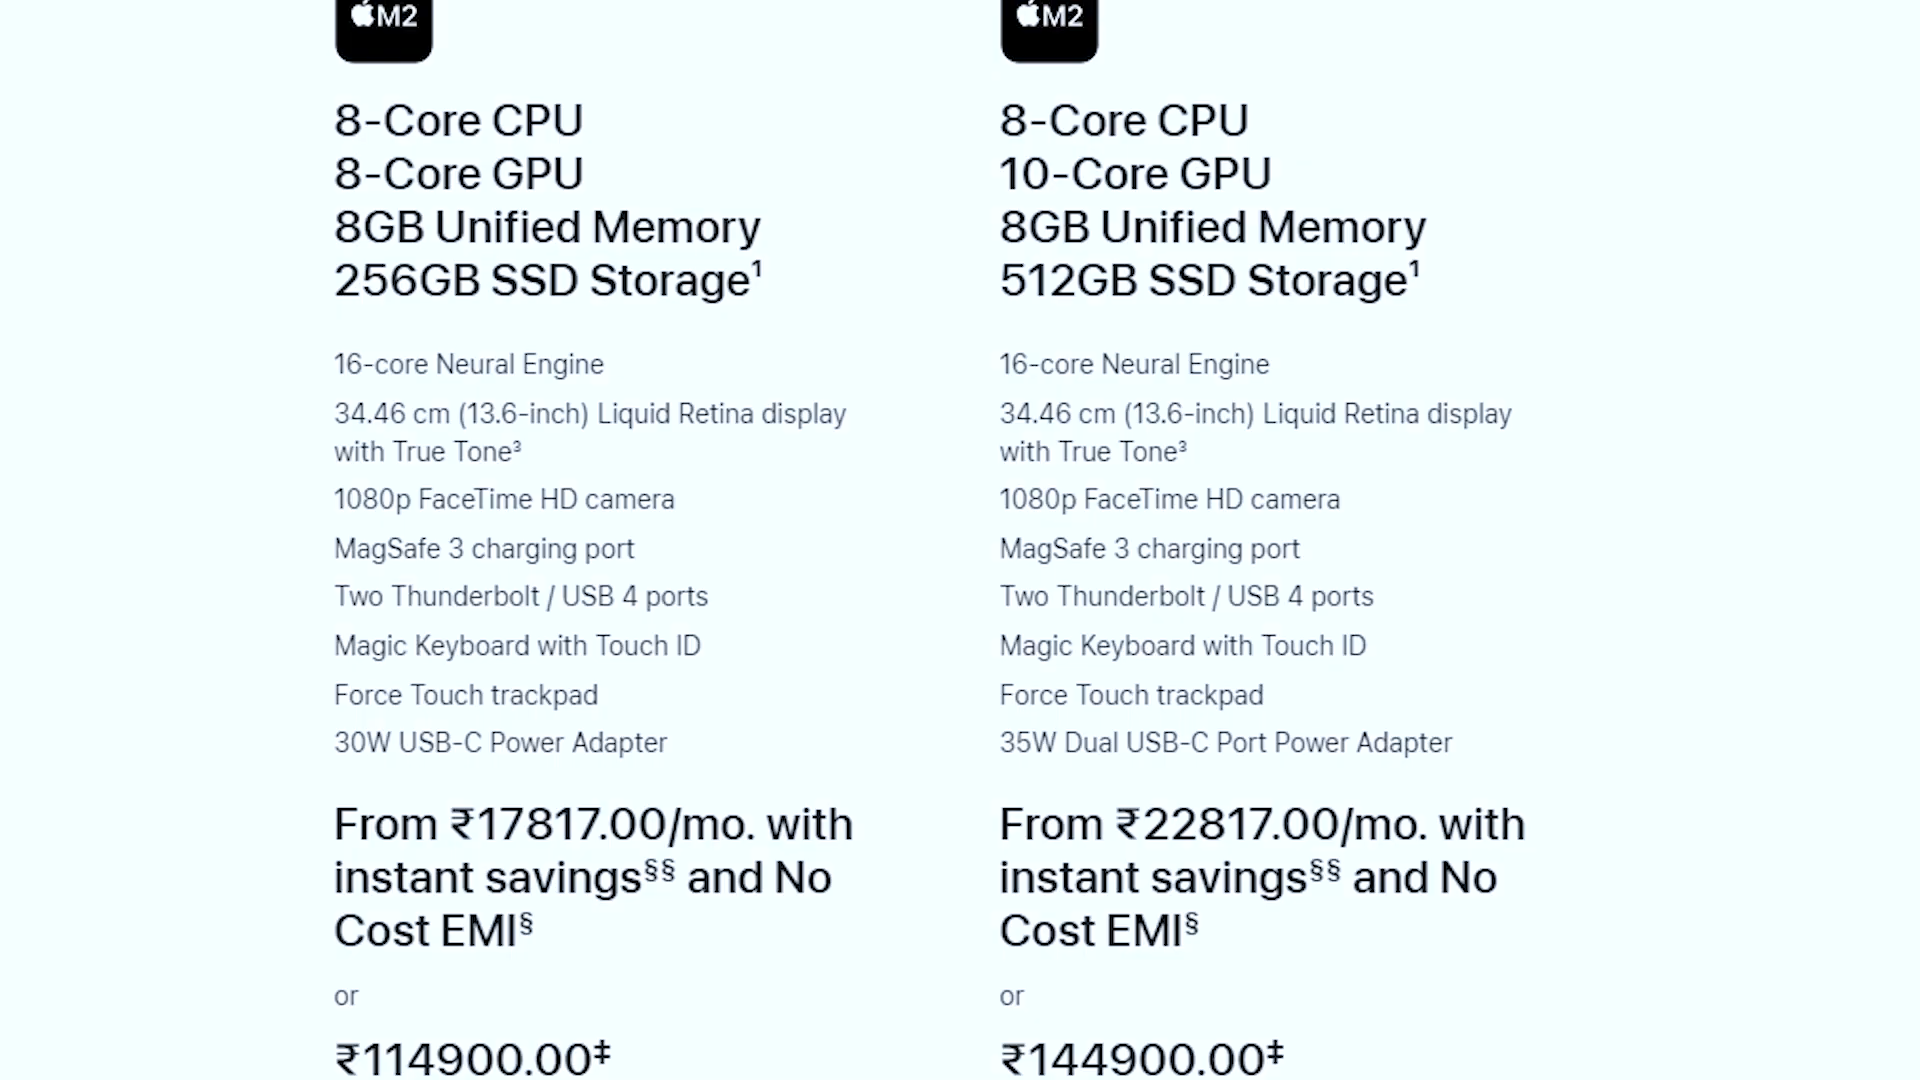 M2
8-Core CPU
8-Core GPU
8GB Unified Memory
256GB SSD Storage¹
16-core Neural Engine
34.46 cm (13.6-inch) Liquid Retina display
with True Tone³
1080p FaceTime HD camera
MagSafe 3 charging port
Two Thunderbolt / USB 4 ports
Magic Keyboard with Touch ID
Force Touch trackpad
30W USB-C Power Adapter
From ₹17817.00/mo. with
instant savings§§ and No
Cost EMI§
or
₹114900.00‡
M2
8-Core CPU
10-Core GPU
8GB Unified Memory
512GB SSD Storage¹
16-core Neural Engine
34.46 cm (13.6-inch) Liquid Retina display
with True Tone³
1080p FaceTime HD camera
MagSafe 3 charging port
Two Thunderbolt / USB 4 ports
Magic Keyboard with Touch ID
Force Touch trackpad
35W Dual USB-C Port Power Adapter
From ₹22817.00/mo. with
instant savings§§ and No
Cost EMI§
or
₹144900.00‡